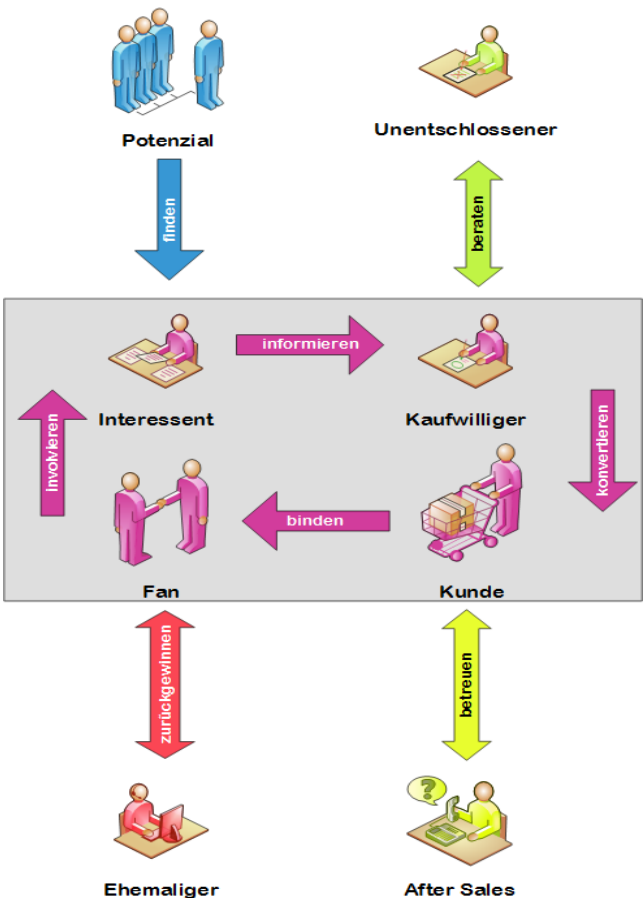 Potenzial
Unentschlossener
finden
beraten
informieren
Interessent
Kaufwilliger
involvieren
konvertieren
binden
Fan
Kunde
zurückgewinnen
betreuen
?
Ehemaliger
After Sales